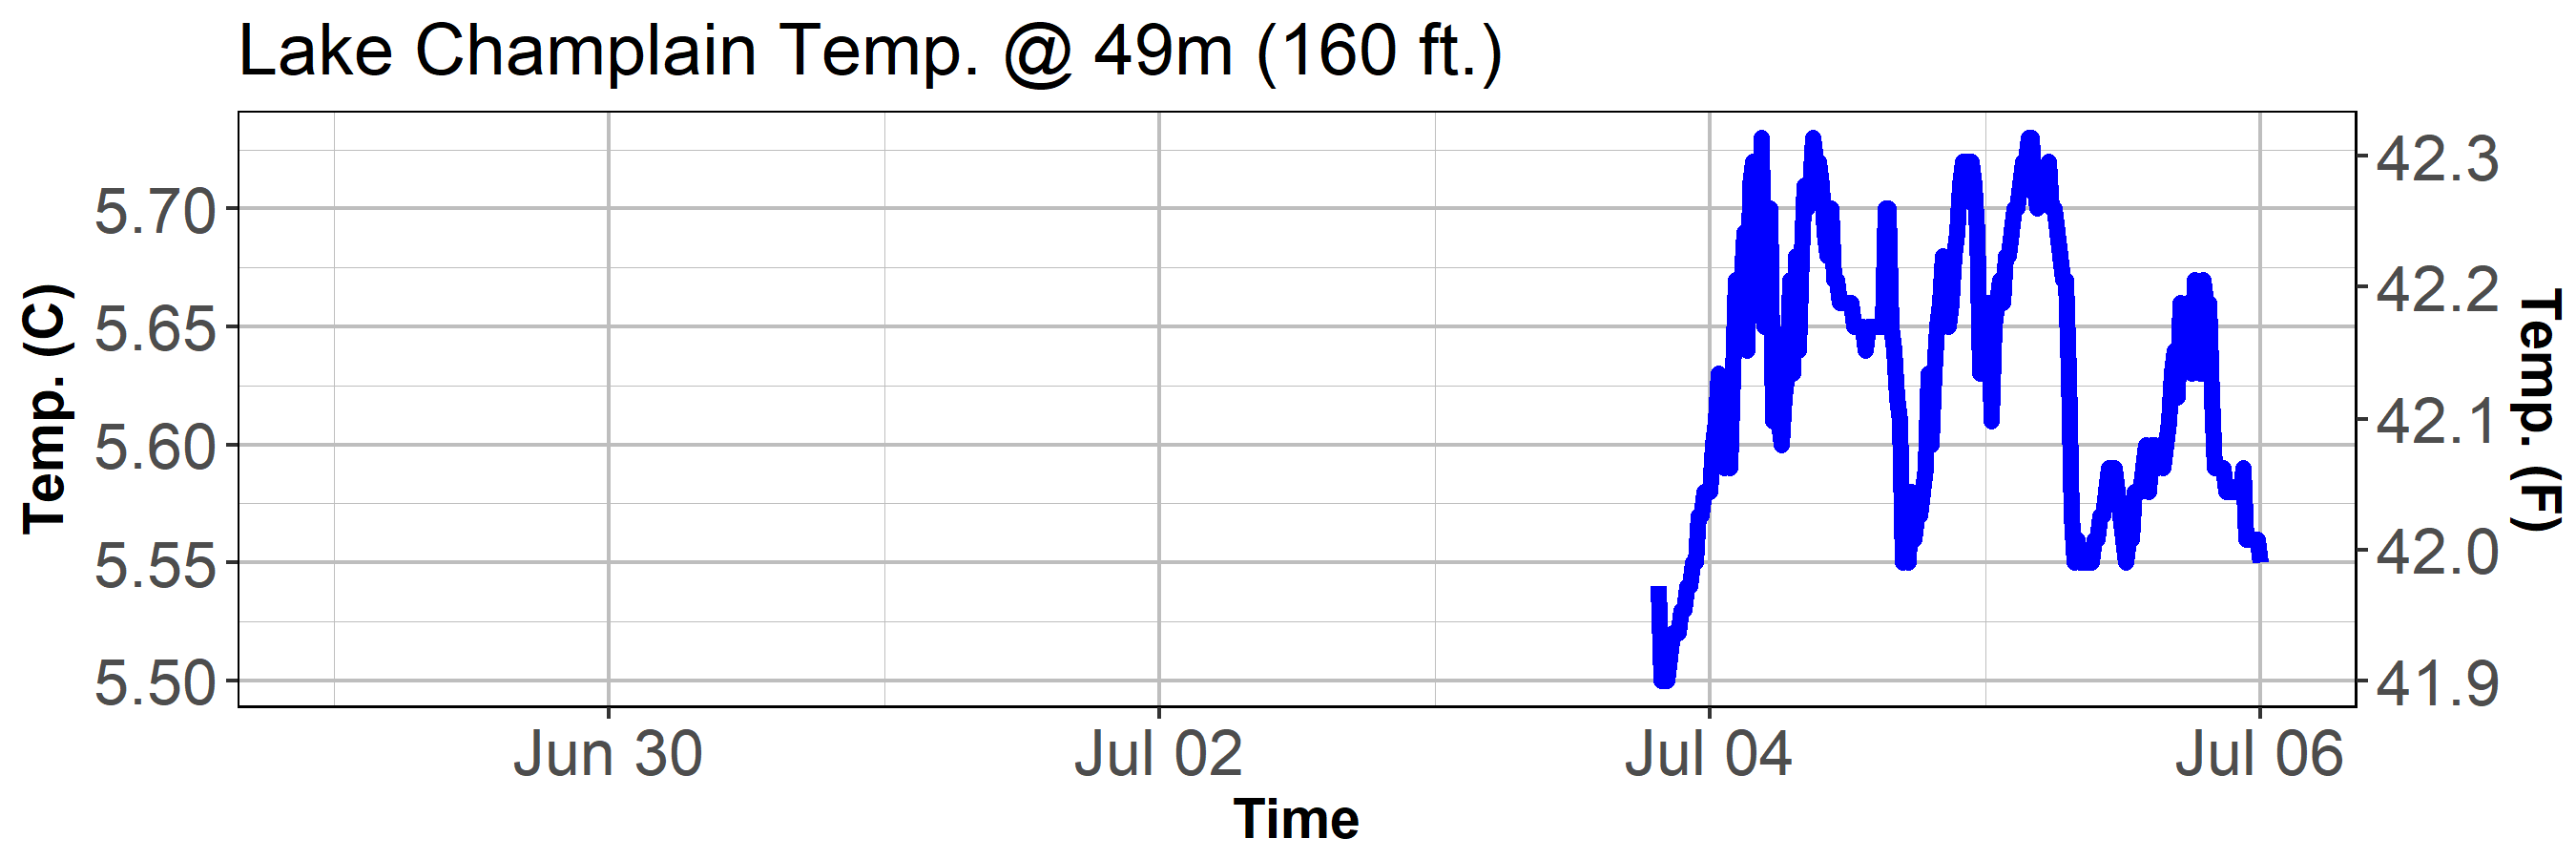 Lake Champlain Temp. @ 49m (160 ft.)
Temp. (C)
5.70
5.65
5.60
5.55
5.50
42.3
42.2
42.1
42.0
41.9
Temp. (F)
Jun 30
Jul 02
Jul 04
Jul 06
Time